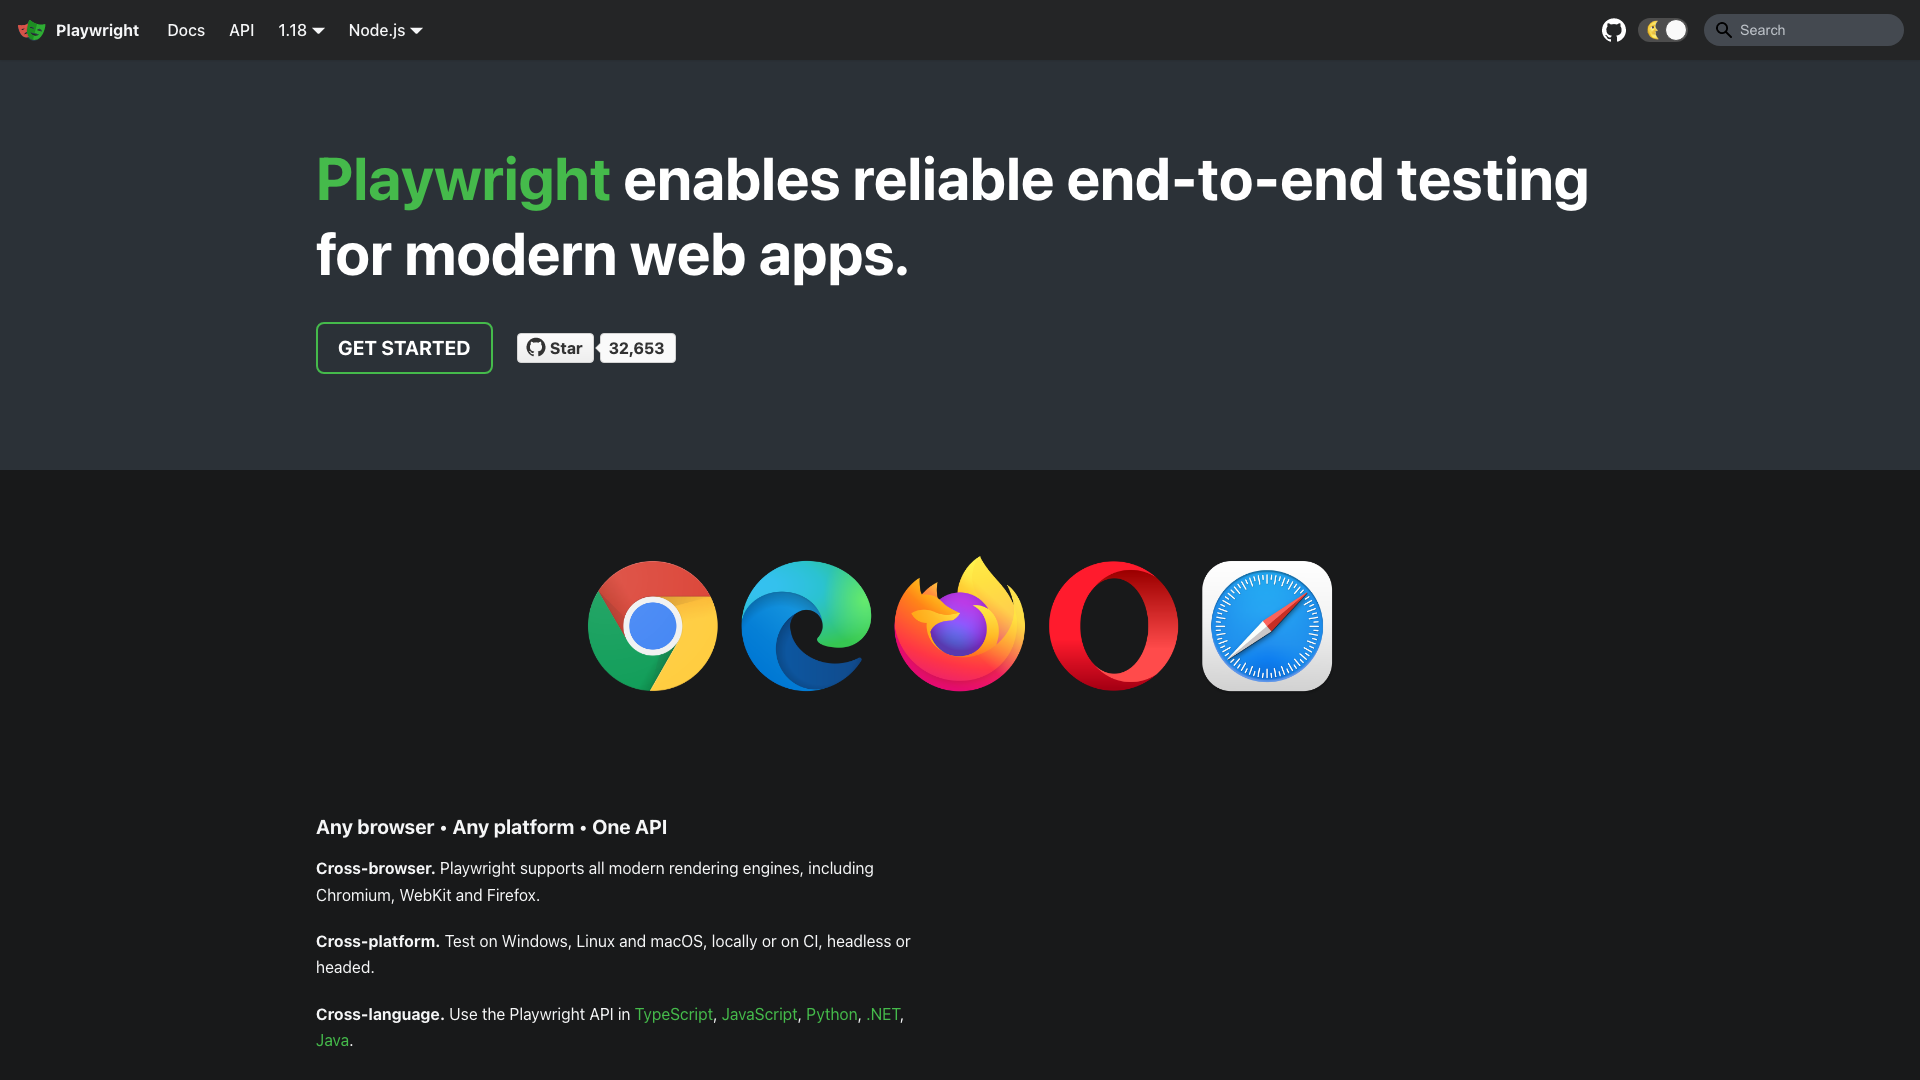 Playwright
Docs
API
1.18
Node.js
Search
Playwright enables reliable end-to-end testing
for modern web apps.
GET STARTED
Star
32,653
Any browser • Any platform • One API
Cross-browser. Playwright supports all modern rendering engines, including
Chromium, WebKit and Firefox.
Cross-platform. Test on Windows, Linux and macOS, locally or on CI, headless or
headed.
Cross-language. Use the Playwright API in TypeScript, JavaScript, Python, .NET,
Java.